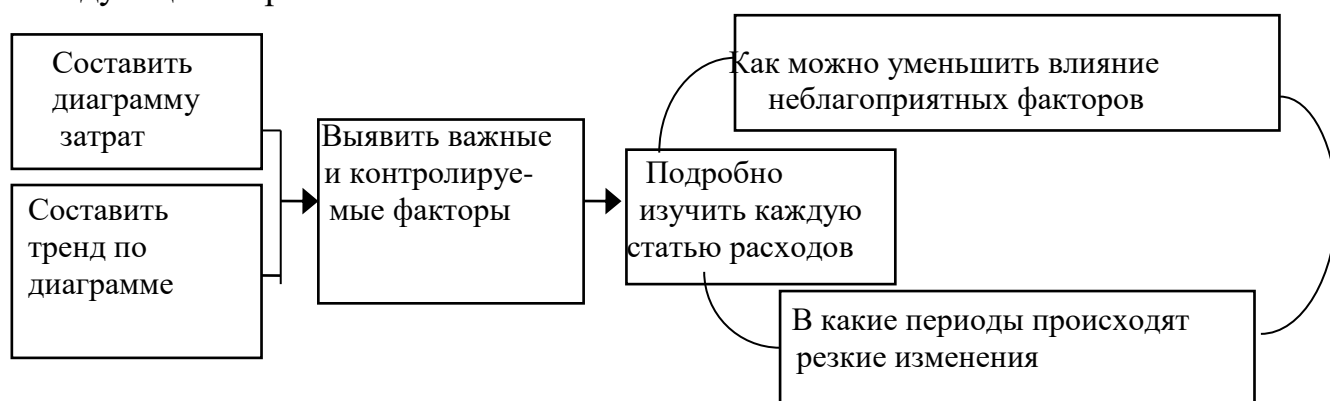 Составить
диаграмму
затрат
Составить
тренд по
диаграмме
Выявить важные
и контролируе-
мые факторы
Подробно
изучить каждую
статью расходов
Как можно уменьшить влияние
неблагоприятных факторов
В какие периоды происходят
резкие изменения